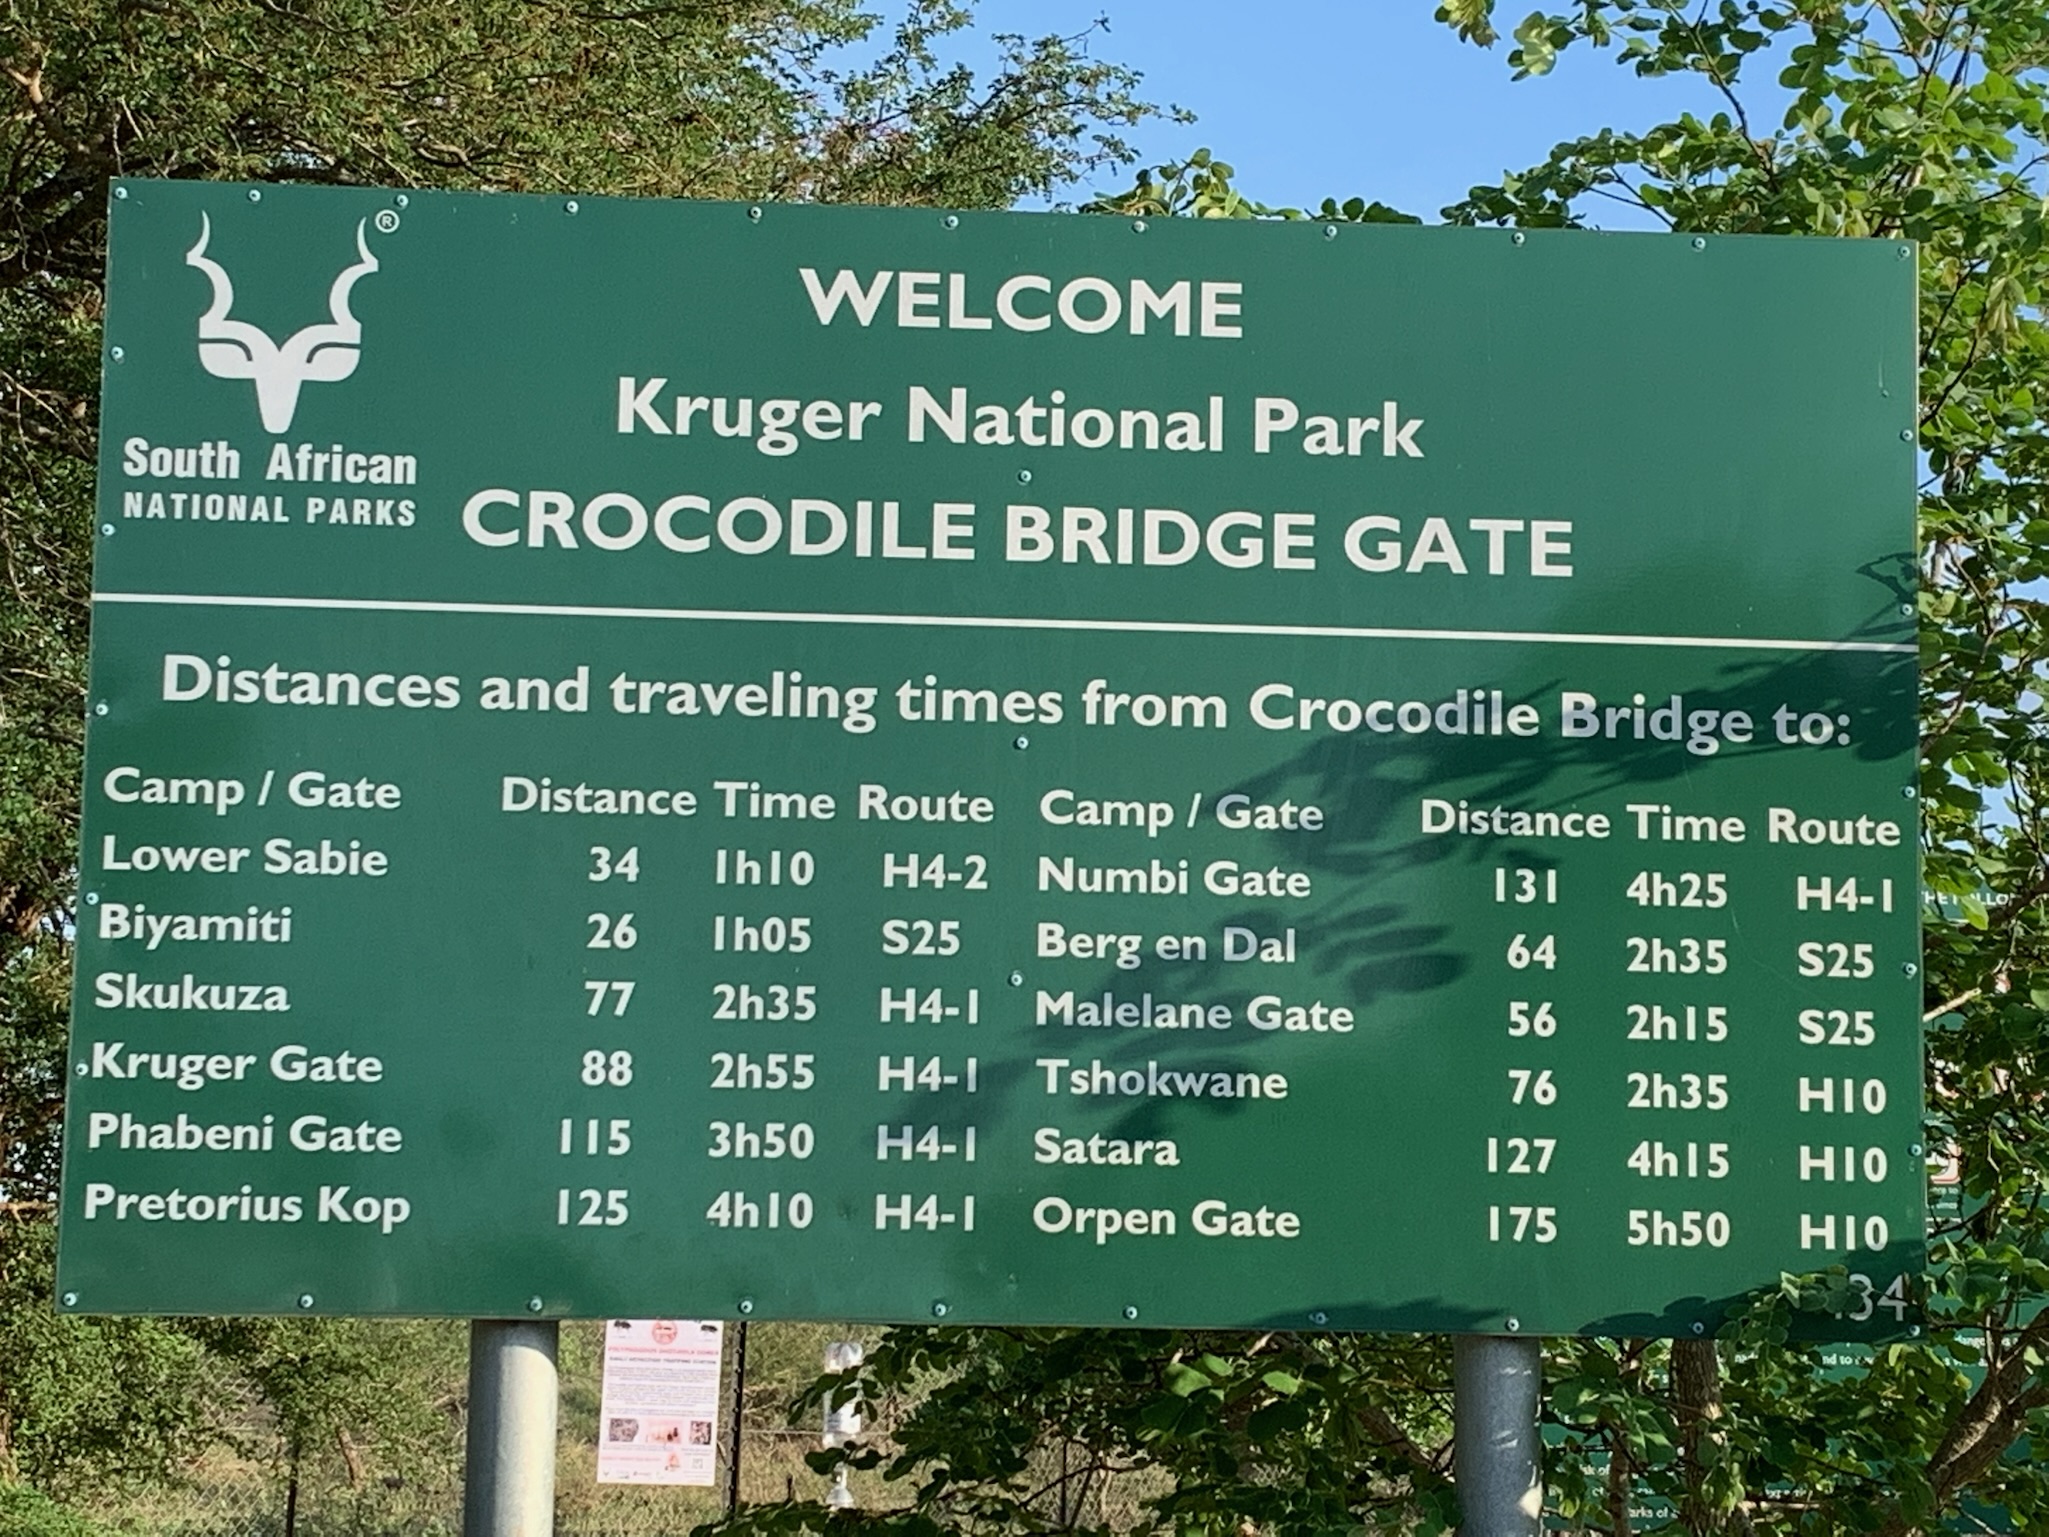 ®
South African
NATIONAL PARKS
WELCOME
Kruger National Park
CROCODILE BRIDGE GATE
Distances and traveling times from Crocodile Bridge to:
Camp / Gate Distance Time Route Camp / Gate Distance Time Route
Lower Sabie 34 1h10 H4-2 Numbi Gate 131 4h25 H4-1
Biyamiti 26 1h05 S25 Berg en Dal 64 2h35 S25
Skukuza 77 2h35 H4-1 Malelane Gate 56 2h15 S25
Kruger Gate 88 2h55 H4-1 Tshokwane 76 2h35 H10
Phabeni Gate 115 3h50 H4-1 Satara 127 4h15 H10
Pretorius Kop 125 4h10 H4-1 Orpen Gate 175 5h50 H10
34